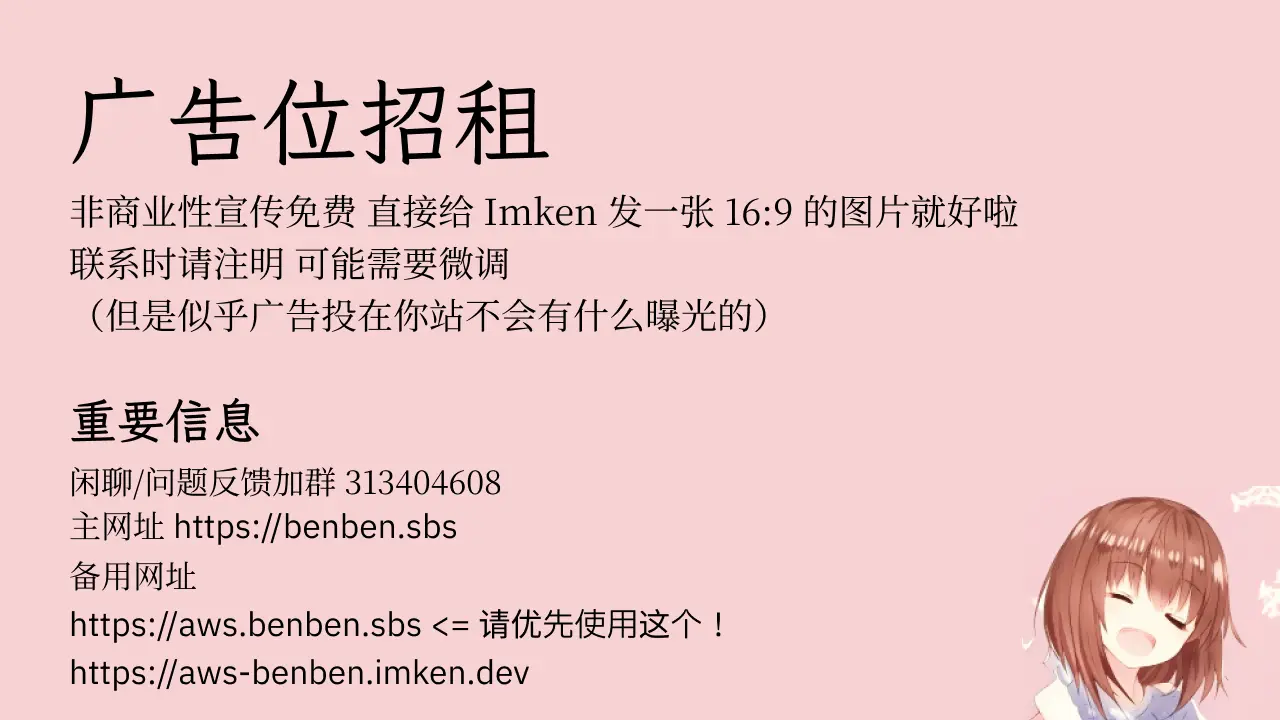 广告位招租
非商业性宣传免费 直接给 Imken 发一张 16:9 的图片就好啦
联系时请注明 可能需要微调
（但是似乎广告投在你站不会有什么曝光的）
重要信息
闲聊/问题反馈加群 313404608
主网址 https://benben.sbs
备用网址
https://aws.benben.sbs <= 请优先使用这个！
https://aws-benben.imken.dev